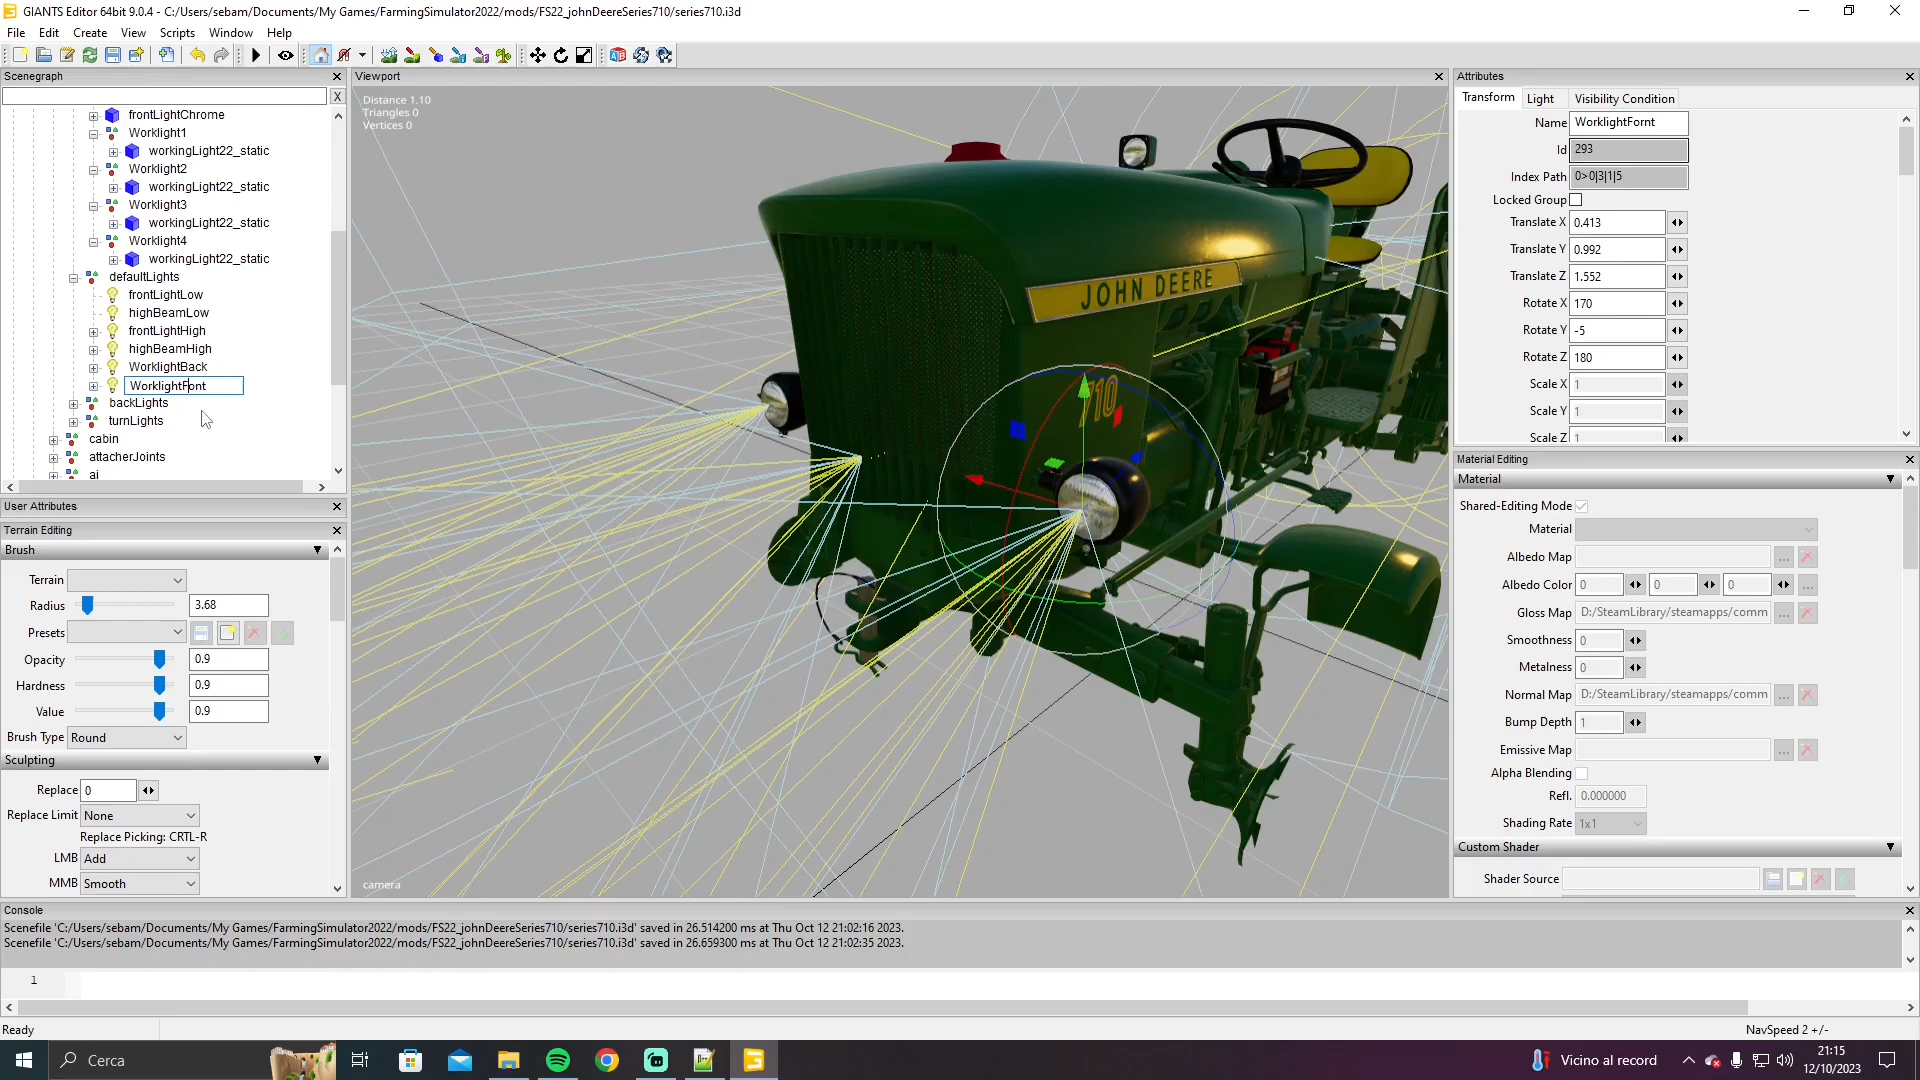 GIANTS Editor 64bit 9.0.4 - C:/Users/sebam/Documents/My Games/FarmingSimulator2022/mods/FS22_johnDeereSeries710/series710.i3d
File Edit Create View Scripts Window Help
Scenegraph
X
frontLightChrome
Worklight1
workingLight22_static
Worklight2
workingLight22_static
Worklight3
workingLight22_static
Worklight4
workingLight22_static
defaultLights
frontLightLow
highBeamLow
frontLightHigh
highBeamHigh
WorklightBack
WorklightFont
backLights
turnLights
cabin
attacherJoints
ai
User Attributes
Terrain Editing
Brush
Terrain
Radius 3.68
Presets
Opacity 0.9
Hardness 0.9
Value 0.9
Brush Type Round
Sculpting
Replace 0
Replace Limit None
Replace Picking: CRTL-R
LMB Add
MMB Smooth
Viewport
Distance 1.10
Triangles 0
Vertices 0
JOHN DEERE
710
camera
Attributes
Transform Light Visibility Condition
Name WorklightFornt
Id 293
Index Path 0>0|3|1|5
Locked Group
Translate X 0.413
Translate Y 0.992
Translate Z 1.552
Rotate X 170
Rotate Y -5
Rotate Z 180
Scale X 1
Scale Y 1
Scale Z 1
Material Editing
Material
Shared-Editing Mode
Material
Albedo Map
Albedo Color 0 0 0
Gloss Map D:/SteamLibrary/steamapps/comm
Smoothness 0
Metalness 0
Normal Map D:/SteamLibrary/steamapps/comm
Bump Depth 1
Emissive Map
Alpha Blending
Refl. 0.000000
Shading Rate 1x1
Custom Shader
Shader Source
Console
Scenefile 'C:/Users/sebam/Documents/My Games/FarmingSimulator2022/mods/FS22_johnDeereSeries710/series710.i3d' saved in 26.514200 ms at Thu Oct 12 21:02:16 2023.
Scenefile 'C:/Users/sebam/Documents/My Games/FarmingSimulator2022/mods/FS22_johnDeereSeries710/series710.i3d' saved in 26.659300 ms at Thu Oct 12 21:02:35 2023.
1
Ready
NavSpeed 2 +/-
Cerca
Vicino al record
21:15
12/10/2023